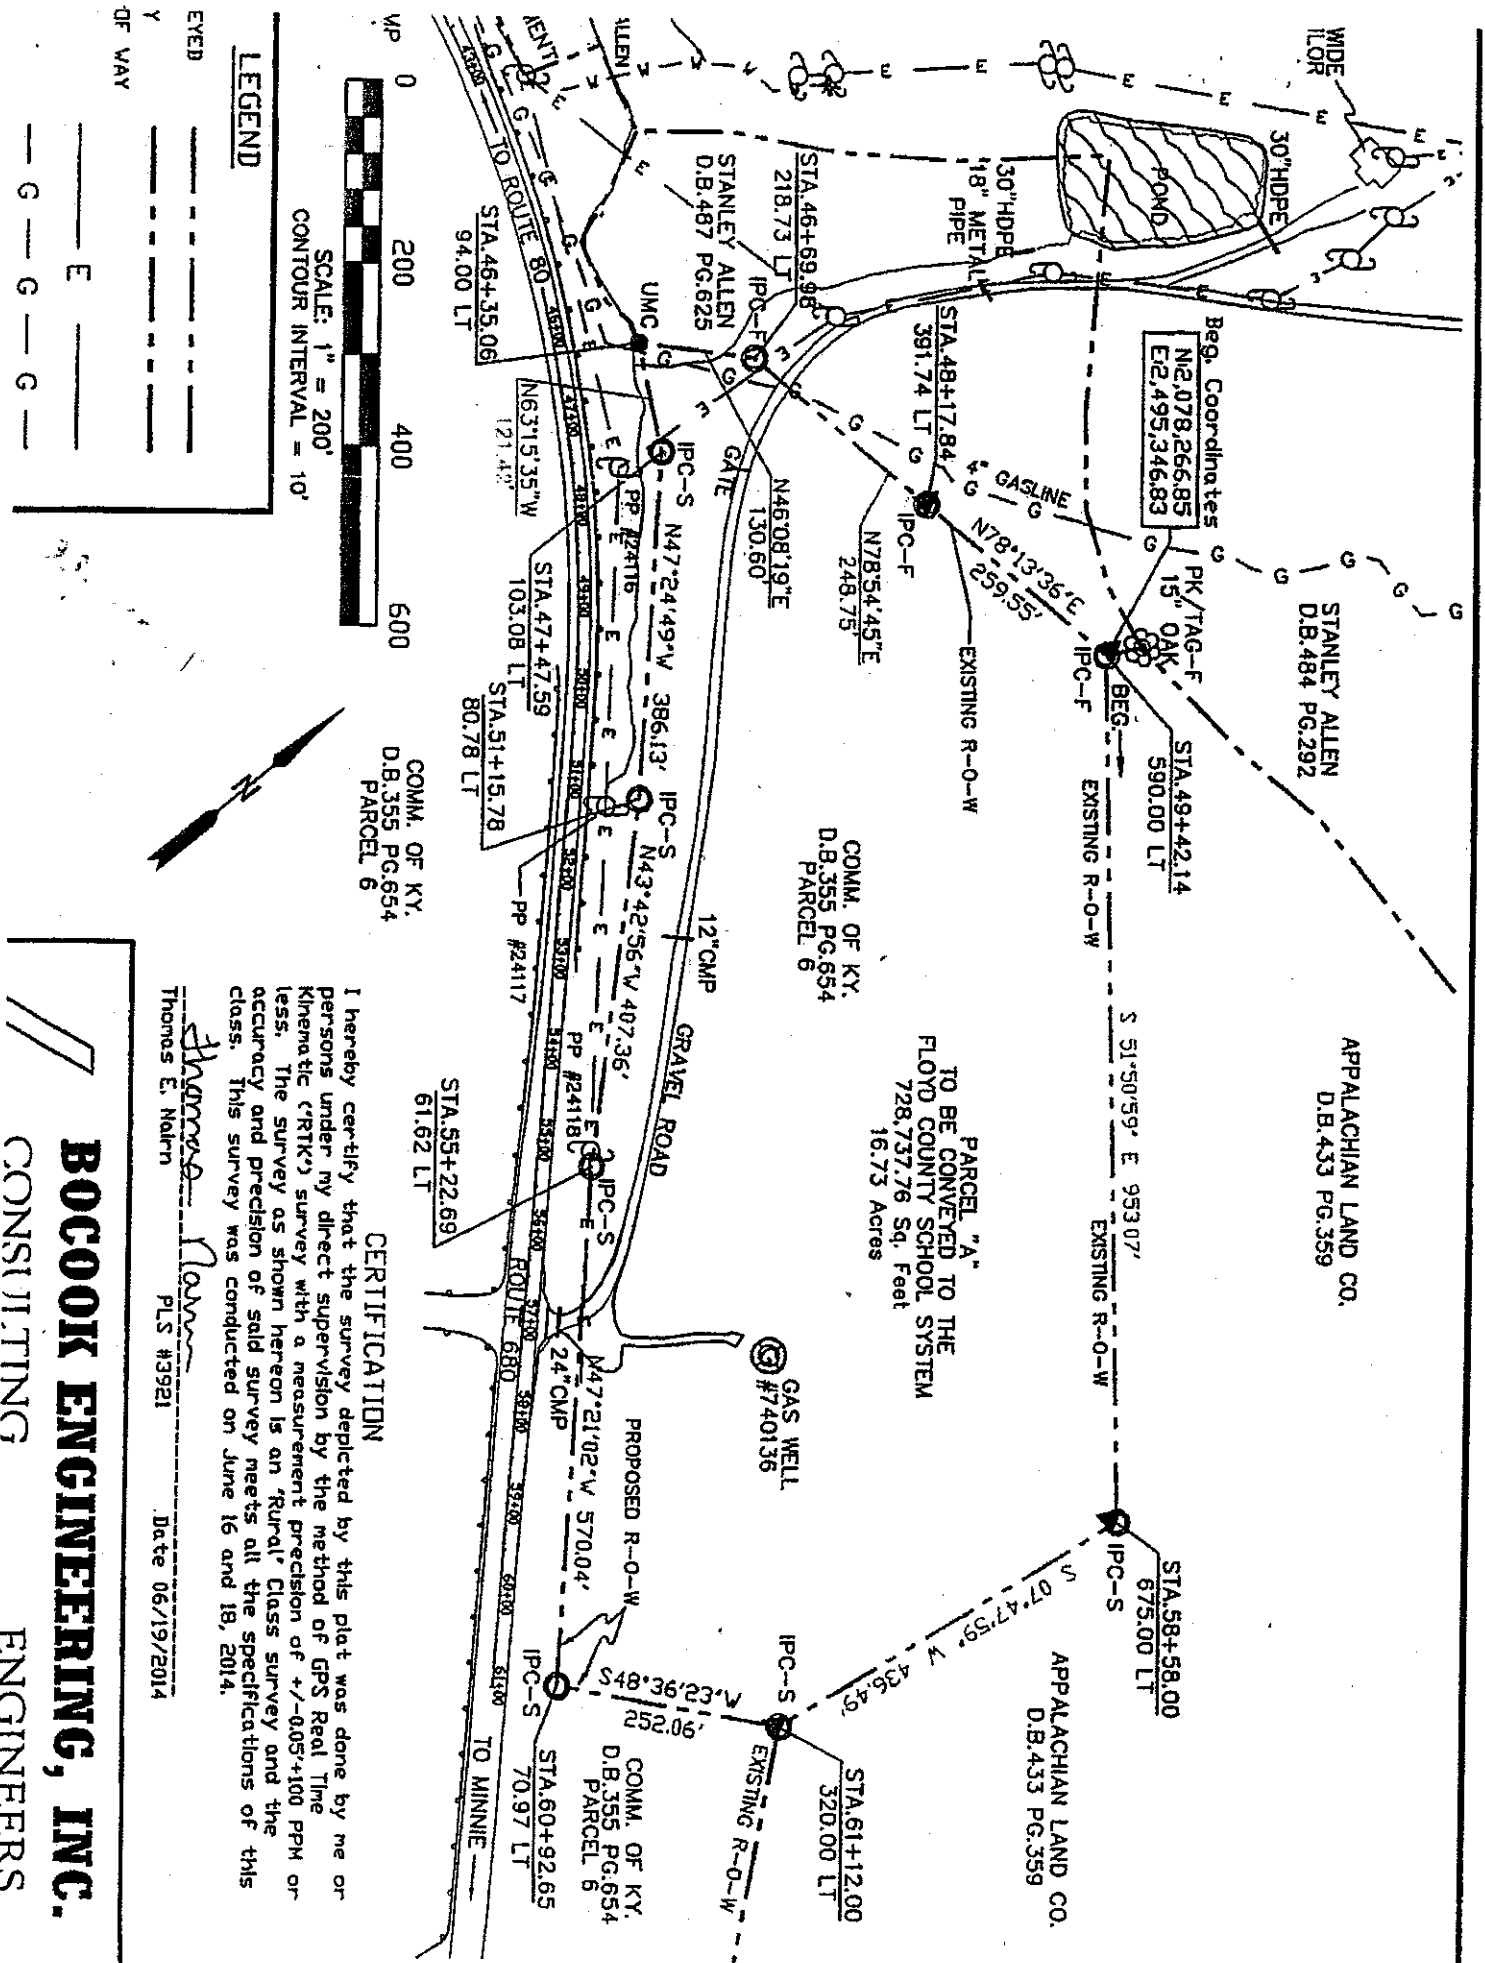 APPALACHIAN LAND CO.
D.B.433 PG.359
STANLEY ALLEN
D.B.484 PG.292
30"HDPE
POND
Beg. Coordinates
N:2,078,266.85
E:2,495,346.83
PK/TAG-F
15" OAK
IPC-F
BEG.
STA.49+42.14
590.00 LT
EXISTING R-O-W
S 51°50'59" E 953.07'
EXISTING R-O-W
STA.58+58.00
675.00 LT
IPC-S
S 07°47'59" W 436.49'
APPALACHIAN LAND CO.
D.B.433 PG.359
30"HDPE
18" METAL
PIPE
STA.48+17.84
391.74 LT
4" GASLINE
N78°13'36"E
259.55'
IPC-F
EXISTING R-O-W
N78°54'45"E
248.75'
STA.46+69.98
218.73 LT
STANLEY ALLEN
D.B.487 PG.625
IPC-F
GATE
N46°08'19"E
130.60'
COMM. OF KY.
D.B.355 PG.654
PARCEL 6
PARCEL "A"
TO BE CONVEYED TO THE
FLOYD COUNTY SCHOOL SYSTEM
728,737.76 Sq. Feet
16.73 Acres
GAS WELL
#740136
IPC-S
STA.61+12.00
320.00 LT
EXISTING R-O-W
S48°36'23"W
252.06'
COMM. OF KY.
D.B.355 PG.654
PARCEL 6
12"CMP
GRAVEL ROAD
PROPOSED R-O-W
UMC
IPC-S
N47°24'49"W 386.13'
IPC-S
N43°42'56"W 407.36'
IPC-S
N47°21'02"W 570.04'
IPC-S
PP #24116
PP #24117
PP #24118
24"CMP
TO ROUTE 80
ROUTE 680
TO MINNIE
STA.46+35.06
94.00 LT
N63°15'35"W
121.42'
STA.47+47.59
103.08 LT
STA.51+15.78
80.78 LT
STA.55+22.69
61.62 LT
STA.60+92.65
70.97 LT
COMM. OF KY.
D.B.355 PG.654
PARCEL 6
0 200 400 600
SCALE: 1" = 200'
CONTOUR INTERVAL = 10'
LEGEND
EYED
Y
OF WAY
E
G G G
CERTIFICATION
I hereby certify that the survey depicted by this plat was done by me or
persons under my direct supervision by the method of GPS Real Time
Kinematic ("RTK") survey with a measurement precision of +/-0.05'+100 PPM or
less. The survey as shown hereon is an "Rural" Class survey and the
accuracy and precision of said survey meets all the specifications of this
class. This survey was conducted on June 16 and 18, 2014.
Thomas E. Nairn PLS #3921 Date 06/19/2014
BOCOOK ENGINEERING, INC.
CONSULTING ENGINEERS